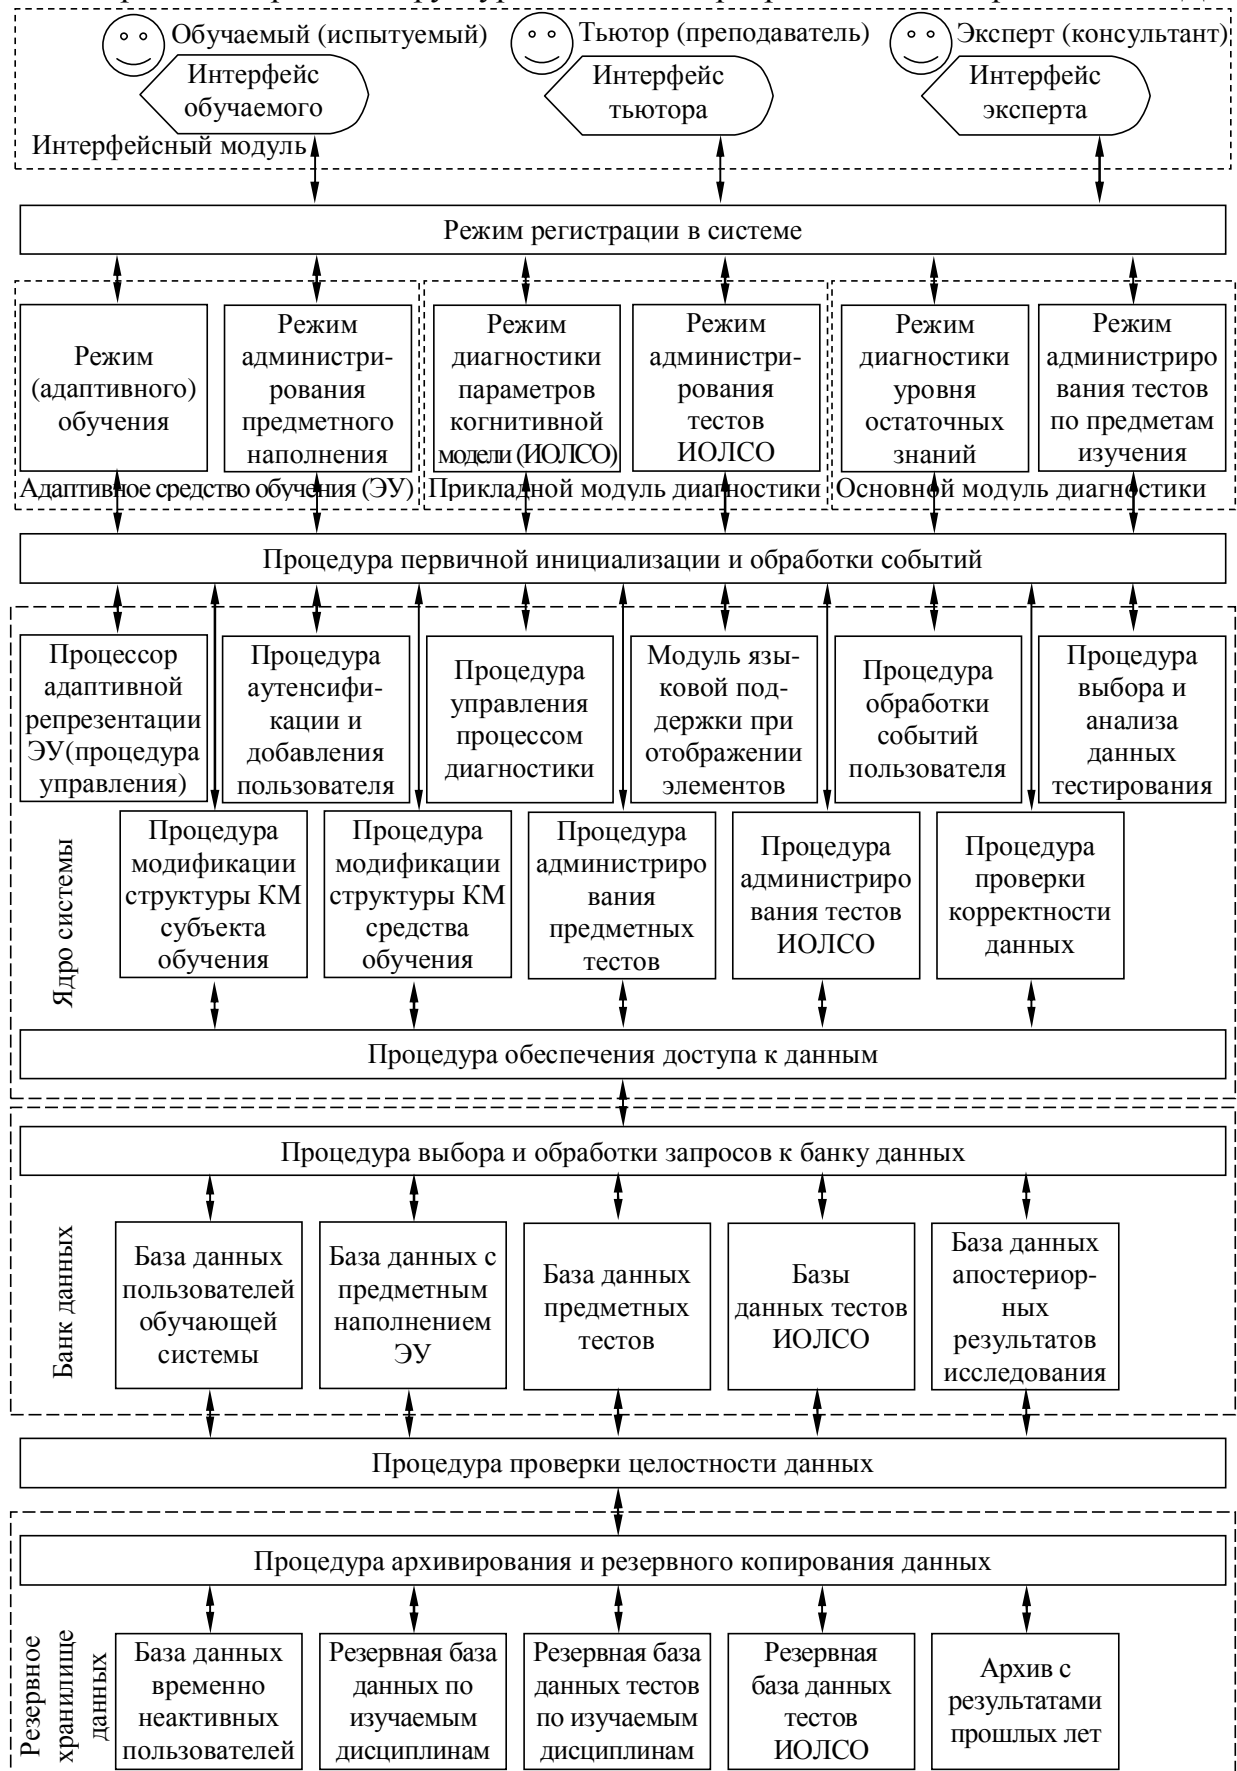 Обучаемый (испытуемый)
Тьютор (преподаватель)
Эксперт (консультант)
Интерфейс
обучаемого
Интерфейс
тьютора
Интерфейс
эксперта
Интерфейсный модуль
Режим регистрации в системе
Режим
(адаптивного)
обучения
Режим
администри-
рования
предметного
наполнения
Адаптивное средство обучения (ЭУ)
Режим
диагностики
параметров
когнитивной
модели (ИОЛСО)
Режим
администри-
рования
тестов
ИОЛСО
Прикладной модуль диагностики
Режим
диагностики
уровня
остаточных
знаний
Режим
администриро
вания тестов
по предметам
изучения
Основной модуль диагностики
Процедура первичной инициализации и обработки событий
Процессор
адаптивной
репрезентации
ЭУ(процедура
управления)
Процедура
аутенсифи-
кации и
добавления
пользователя
Процедура
управления
процессом
диагностики
Модуль язы-
ковой под-
держки при
отображении
элементов
Процедура
обработки
событий
пользователя
Процедура
выбора и
анализа
данных
тестирования
Ядро системы
Процедура
модификации
структуры КМ
субъекта
обучения
Процедура
модификации
структуры КМ
средства
обучения
Процедура
администриро
вания
предметных
тестов
Процедура
администриро
вания тестов
ИОЛСО
Процедура
проверки
корректности
данных
Процедура обеспечения доступа к данным
Процедура выбора и обработки запросов к банку данных
Банк данных
База данных
пользователей
обучающей
системы
База данных с
предметным
наполнением
ЭУ
База данных
предметных
тестов
Базы
данных тестов
ИОЛСО
База данных
апостериор-
ных
результатов
исследования
Процедура проверки целостности данных
Процедура архивирования и резервного копирования данных
Резервное
хранилище
данных
База данных
временно
неактивных
пользователей
Резервная база
данных по
изучаемым
дисциплинам
Резервная база
данных тестов
по изучаемым
дисциплинам
Резервная
база данных
тестов
ИОЛСО
Архив с
результатами
прошлых лет